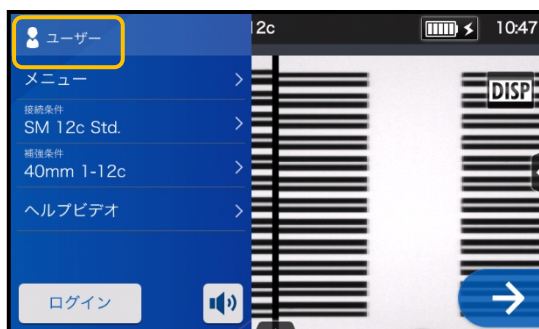 ユーザー
12c
10:47
メニュー
DISP
接続条件
SM 12c Std.
補強条件
40mm 1-12c
ヘルプビデオ
ログイン